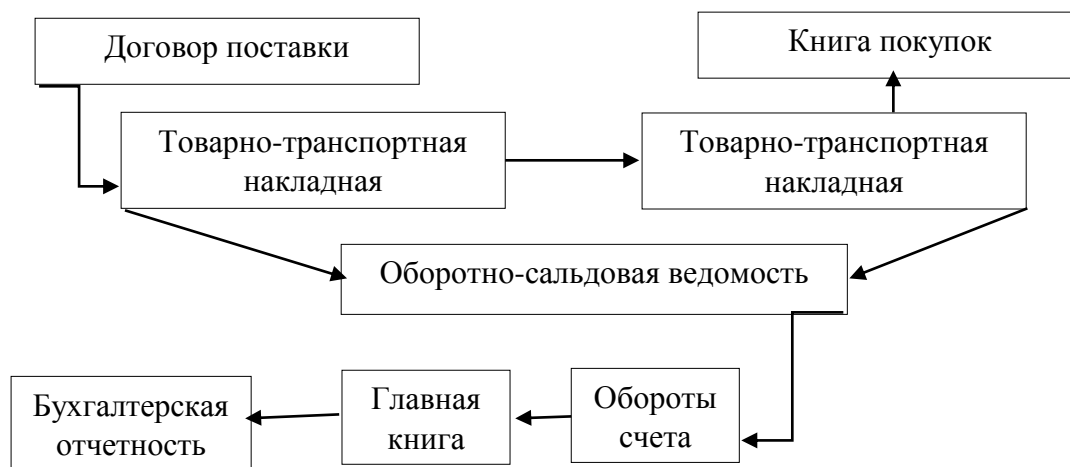 Договор поставки
Книга покупок
Товарно-транспортная
накладная
Товарно-транспортная
накладная
Оборотно-сальдовая ведомость
Бухгалтерская
отчетность
Главная
книга
Обороты
счета